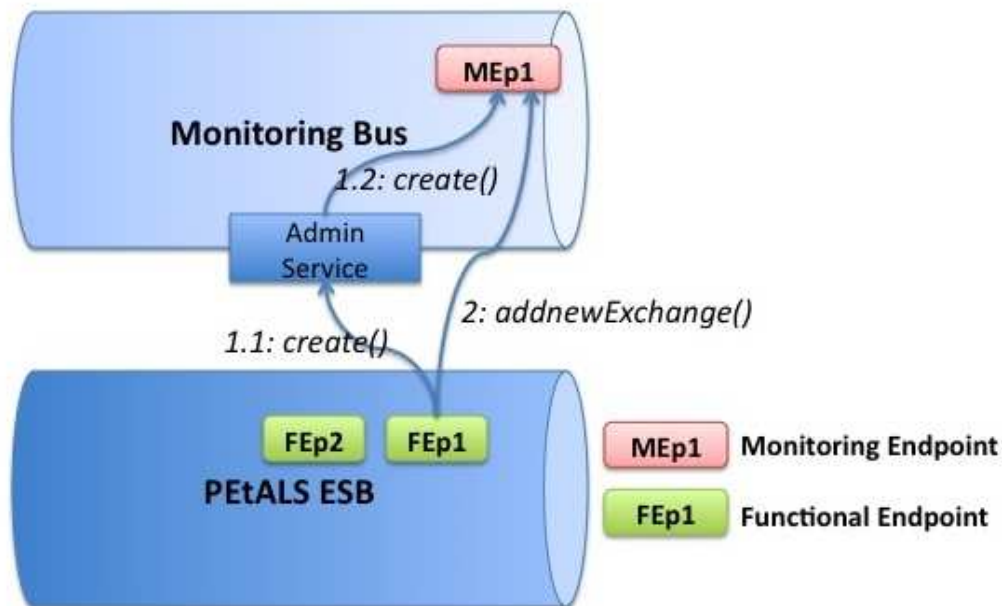 MEp1
Monitoring Bus
1.2: create()
Admin
Service
2: addnewExchange()
1.1: create()
FEp2
FEp1
PEtALS ESB
MEp1
Monitoring Endpoint
FEp1
Functional Endpoint